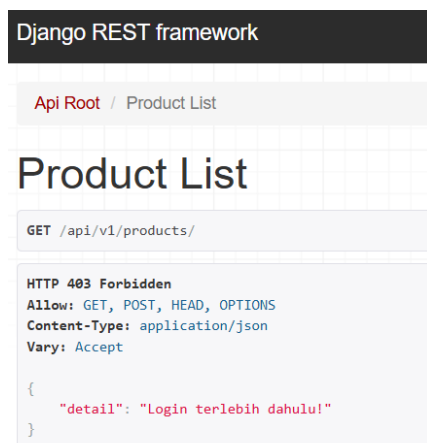 Django REST framework
Api Root / Product List
Product List
GET /api/v1/products/
HTTP 403 Forbidden
Allow: GET, POST, HEAD, OPTIONS
Content-Type: application/json
Vary: Accept
{
"detail": "Login terlebih dahulu!"
}